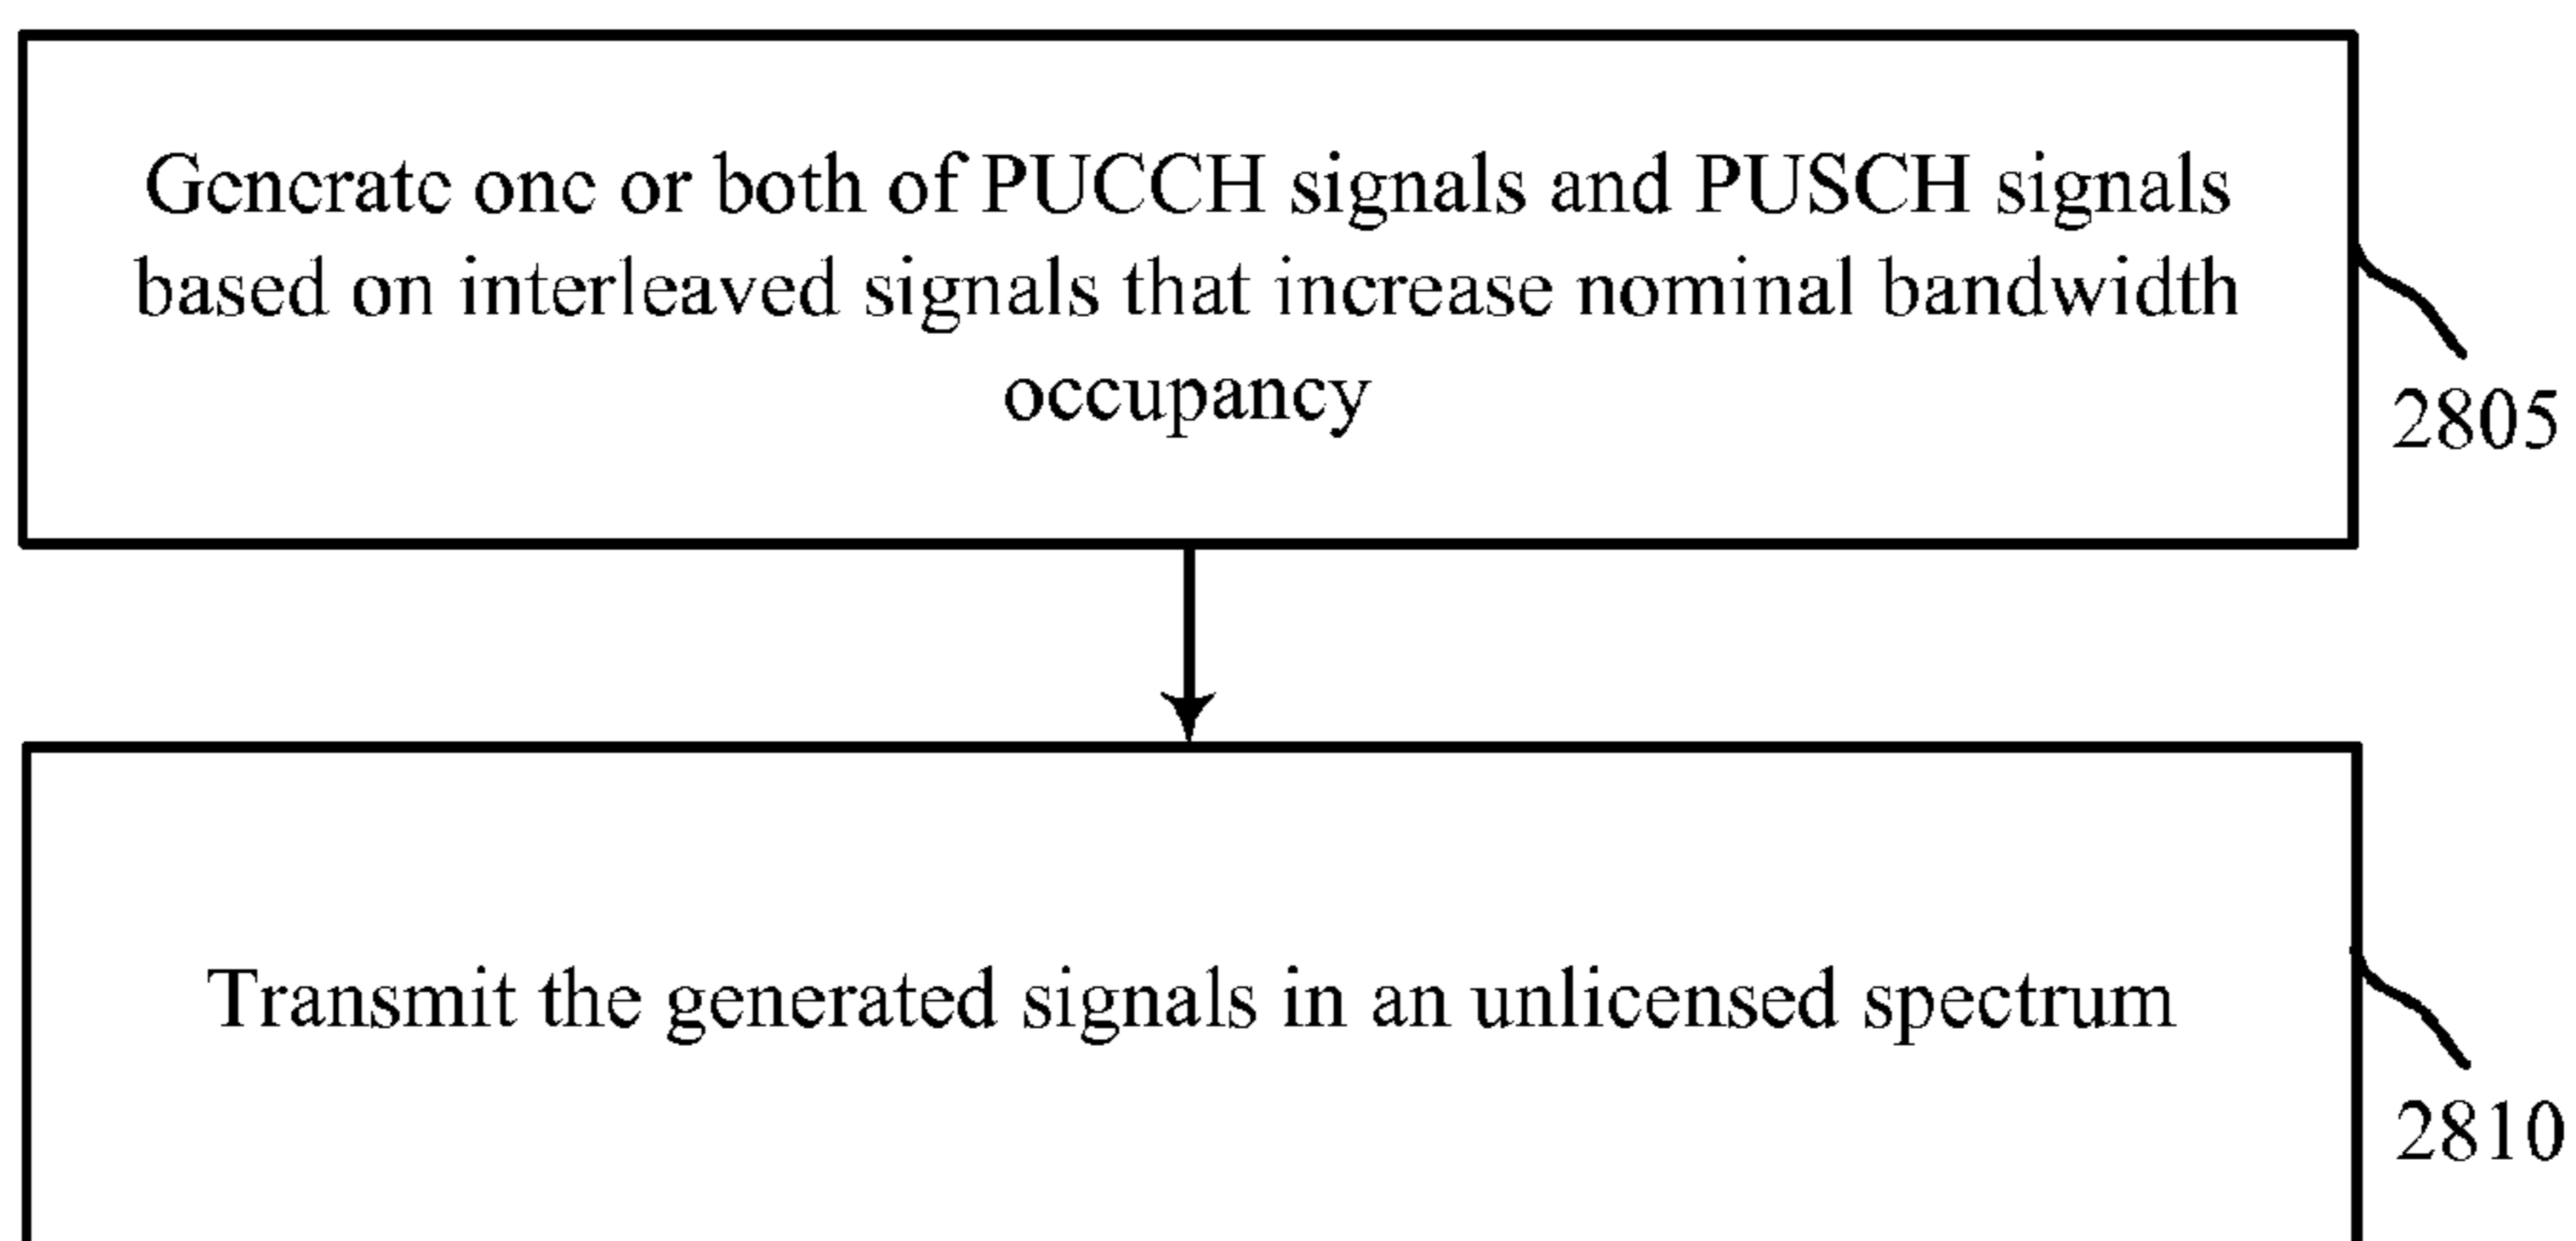 Generate one or both of PUCCH signals and PUSCH signals
based on interleaved signals that increase nominal bandwidth
occupancy
2805
Transmit the generated signals in an unlicensed spectrum
2810